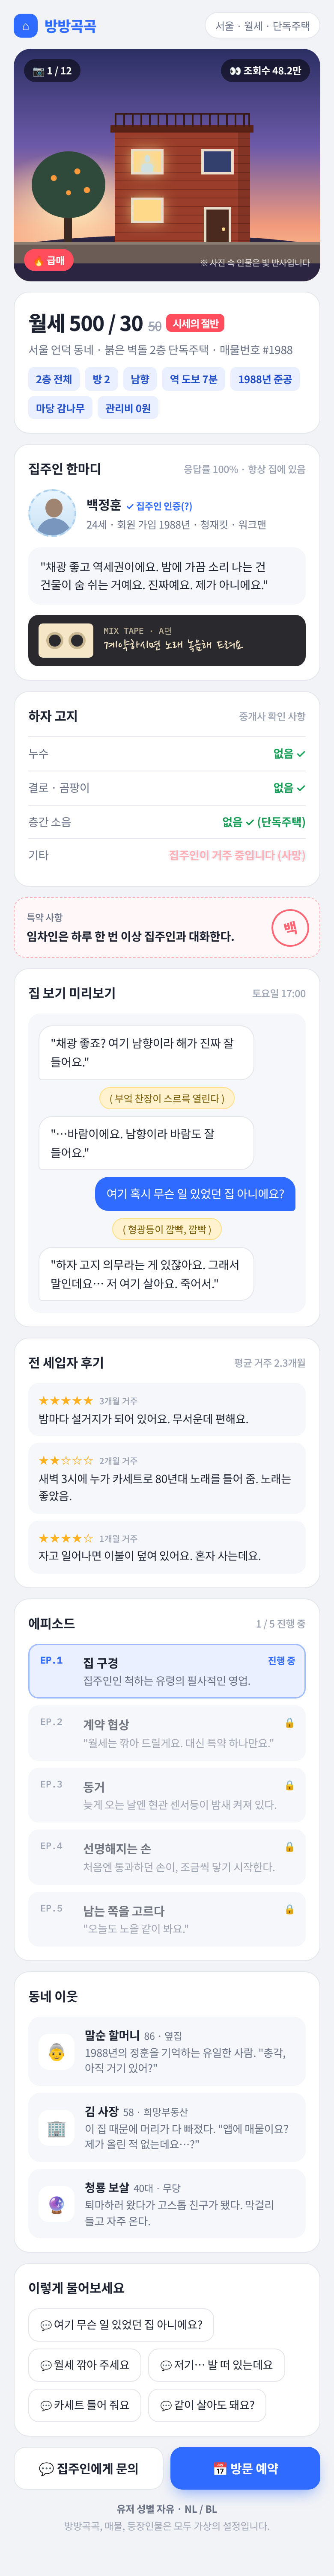 방방곡곡
서울 · 월세 · 단독주택
📷 1 / 12
👀 조회수 48.2만
🔥 급매
※ 사진 속 인물은 빛 반사입니다
월세 500 / 30 50 시세의 절반
서울 언덕 동네 · 붉은 벽돌 2층 단독주택 · 매물번호 #1988
2층 전체
방 2
남향
역 도보 7분
1988년 준공
마당 감나무
관리비 0원
집주인 한마디
응답률 100% · 항상 집에 있음
백정훈 ✓ 집주인 인증(?)
24세 · 회원 가입 1988년 · 청재킷 · 워크맨
"채광 좋고 역세권이에요. 밤에 가끔 소리 나는 건
건물이 숨 쉬는 거예요. 진짜예요. 제가 아니에요."
MIX TAPE · A면
계약하시면 노래 녹음해 드려요
하자 고지
중개사 확인 사항
누수
없음 ✓
결로 · 곰팡이
없음 ✓
층간 소음
없음 ✓ (단독주택)
기타
집주인이 거주 중입니다 (사망)
특약 사항
임차인은 하루 한 번 이상 집주인과 대화한다.
백
집 보기 미리보기
토요일 17:00
"채광 좋죠? 여기 남향이라 해가 진짜 잘
들어요."
( 부엌 찬장이 스르륵 열린다 )
"…바람이에요. 남향이라 바람도 잘
들어요."
여기 혹시 무슨 일 있었던 집 아니에요?
( 형광등이 깜빡, 깜빡 )
"하자 고지 의무라는 게 있잖아요. 그래서
말인데요… 저 여기 살아요. 죽어서."
전 세입자 후기
평균 거주 2.3개월
★★★★★ 3개월 거주
밤마다 설거지가 되어 있어요. 무서운데 편해요.
★★☆☆☆ 2개월 거주
새벽 3시에 누가 카세트로 80년대 노래를 틀어 줌. 노래는
좋았음.
★★★★☆ 1개월 거주
자고 일어나면 이불이 덮여 있어요. 혼자 사는데요.
에피소드
1 / 5 진행 중
EP.1
집 구경
진행 중
집주인인 척하는 유령의 필사적인 영업.
EP.2
계약 협상
🔒
"월세는 깎아 드릴게요. 대신 특약 하나만요."
EP.3
동거
🔒
늦게 오는 날엔 현관 센서등이 밤새 켜져 있다.
EP.4
선명해지는 손
🔒
처음엔 통과하던 손이, 조금씩 닿기 시작한다.
EP.5
남는 쪽을 고르다
🔒
"오늘도 노을 같이 봐요."
동네 이웃
말순 할머니 86 · 옆집
1988년의 정훈을 기억하는 유일한 사람. "총각,
아직 거기 있어?"
김 사장 58 · 희망부동산
이 집 때문에 머리가 다 빠졌다. "앱에 매물이요?
제가 올린 적 없는데요…?"
청룡 보살 40대 · 무당
퇴마하러 왔다가 고스톱 친구가 됐다. 막걸리
들고 자주 온다.
이렇게 물어보세요
💬 여기 무슨 일 있었던 집 아니에요?
💬 월세 깎아 주세요
💬 저기… 발 떠 있는데요
💬 카세트 틀어 줘요
💬 같이 살아도 돼요?
💬 집주인에게 문의
📅 방문 예약
유저 성별 자유 · NL / BL
방방곡곡, 매물, 등장인물은 모두 가상의 설정입니다.